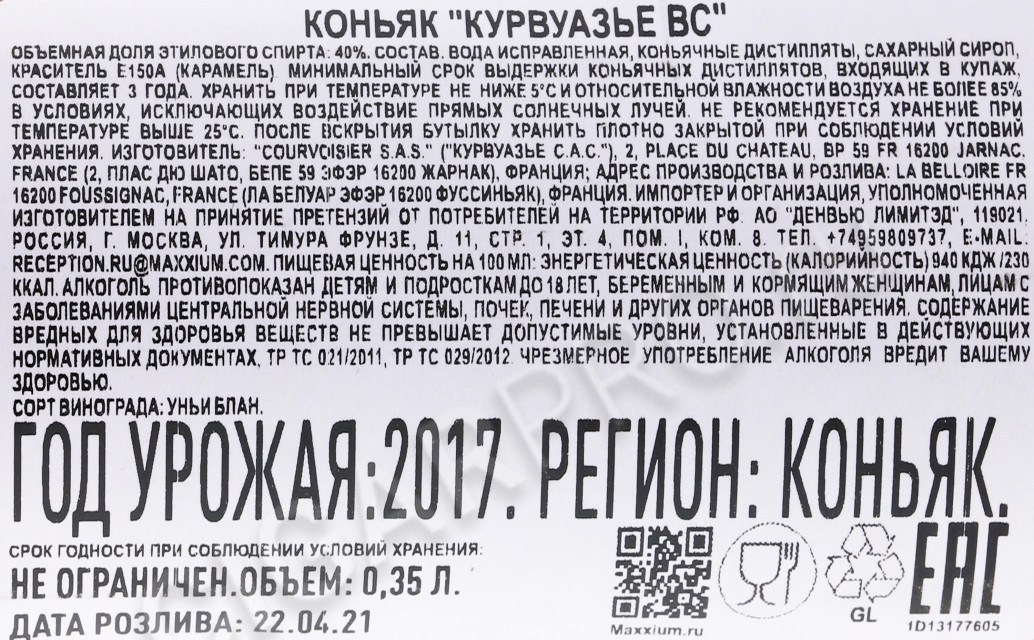 КОНЬЯК "КУРВУАЗЬЕ ВС"
ОБЪЕМНАЯ ДОЛЯ ЭТИЛОВОГО СПИРТА: 40%. СОСТАВ. ВОДА ИСПРАВЛЕННАЯ, КОНЬЯЧНЫЕ ДИСТИЛЛЯТЫ, САХАРНЫЙ СИРОП,
КРАСИТЕЛЬ Е150А (КАРАМЕЛЬ). МИНИМАЛЬНЫЙ СРОК ВЫДЕРЖКИ КОНЬЯЧНЫХ ДИСТИЛЛЯТОВ, ВХОДЯЩИХ В КУПАЖ,
СОСТАВЛЯЕТ 3 ГОДА. ХРАНИТЬ ПРИ ТЕМПЕРАТУРЕ НЕ НИЖЕ 5°С И ОТНОСИТЕЛЬНОЙ ВЛАЖНОСТИ ВОЗДУХА НЕ БОЛЕЕ 85%
В УСЛОВИЯХ, ИСКЛЮЧАЮЩИХ ВОЗДЕЙСТВИЕ ПРЯМЫХ СОЛНЕЧНЫХ ЛУЧЕЙ. НЕ РЕКОМЕНДУЕТСЯ ХРАНЕНИЕ ПРИ
ТЕМПЕРАТУРЕ ВЫШЕ 25°С. ПОСЛЕ ВСКРЫТИЯ БУТЫЛКУ ХРАНИТЬ ПЛОТНО ЗАКРЫТОЙ ПРИ СОБЛЮДЕНИИ УСЛОВИЙ
ХРАНЕНИЯ. ИЗГОТОВИТЕЛЬ: "COURVOISIER S.A.S." ("КУРВУАЗЬЕ С.А.С."), 2, PLACE DU CHATEAU, BP 59 FR 16200 JARNAC.
FRANCE (2, ПЛАС ДЮ ШАТО, БЕПЕ 59 ЭФЭР 16200 ЖАРНАК), ФРАНЦИЯ; АДРЕС ПРОИЗВОДСТВА И РОЗЛИВА: LA BELLOIRE FR
16200 FOUSSIGNAC, FRANCE (ЛА БЕЛУАР ЭФЭР 16200 ФУССИНЬЯК), ФРАНЦИЯ. ИМПОРТЕР И ОРГАНИЗАЦИЯ, УПОЛНОМОЧЕННАЯ
ИЗГОТОВИТЕЛЕМ НА ПРИНЯТИЕ ПРЕТЕНЗИЙ ОТ ПОТРЕБИТЕЛЕЙ НА ТЕРРИТОРИИ РФ: АО "ДЕНВЬЮ ЛИМИТЭД", 119021,
РОССИЯ, Г. МОСКВА, УЛ. ТИМУРА ФРУНЗЕ, Д. 11, СТР. 1, ЭТ. 4, ПОМ. I, КОМ. 8. ТЕЛ. +74959809737, E-MAIL:
RECEPTION.RU@MAXXIUM.COM. ПИЩЕВАЯ ЦЕННОСТЬ НА 100 МЛ: ЭНЕРГЕТИЧЕСКАЯ ЦЕННОСТЬ (КАЛОРИЙНОСТЬ) 940 КДЖ /230
ККАЛ. АЛКОГОЛЬ ПРОТИВОПОКАЗАН ДЕТЯМ И ПОДРОСТКАМ ДО 18 ЛЕТ, БЕРЕМЕННЫМ И КОРМЯЩИМ ЖЕНЩИНАМ, ЛИЦАМ С
ЗАБОЛЕВАНИЯМИ ЦЕНТРАЛЬНОЙ НЕРВНОЙ СИСТЕМЫ, ПОЧЕК, ПЕЧЕНИ И ДРУГИХ ОРГАНОВ ПИЩЕВАРЕНИЯ. СОДЕРЖАНИЕ
ВРЕДНЫХ ДЛЯ ЗДОРОВЬЯ ВЕЩЕСТВ НЕ ПРЕВЫШАЕТ ДОПУСТИМЫЕ УРОВНИ, УСТАНОВЛЕННЫЕ В ДЕЙСТВУЮЩИХ
НОРМАТИВНЫХ ДОКУМЕНТАХ, ТР ТС 021/2011, ТР ТС 029/2012. ЧРЕЗМЕРНОЕ УПОТРЕБЛЕНИЕ АЛКОГОЛЯ ВРЕДИТ ВАШЕМУ
ЗДОРОВЬЮ.
СОРТ ВИНОГРАДА: УНЬИ БЛАН.
ГОД УРОЖАЯ:2017. РЕГИОН: КОНЬЯК.
СРОК ГОДНОСТИ ПРИ СОБЛЮДЕНИИ УСЛОВИЙ ХРАНЕНИЯ:
НЕ ОГРАНИЧЕН.ОБЪЕМ: 0,35 Л.
ДАТА РОЗЛИВА: 22.04.21
Maxxium.ru
GL
EAC
1D13177605